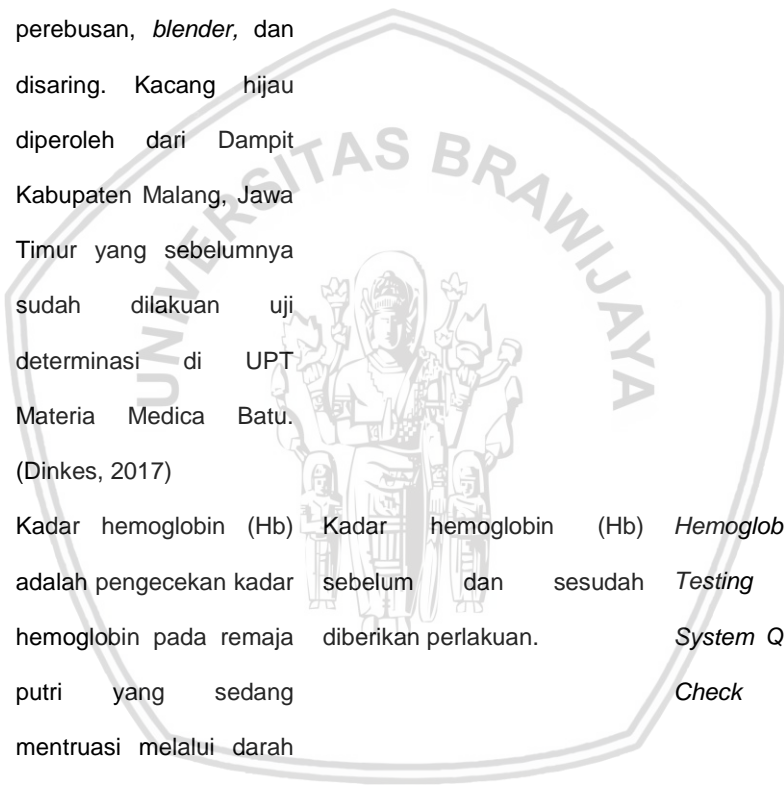 perebusan, blender, dan
disaring. Kacang hijau
diperoleh dari Dampit
Kabupaten Malang, Jawa
Timur yang sebelumnya
sudah dilakuan uji
determinasi di UPT
Materia Medica Batu.
(Dinkes, 2017)
Kadar hemoglobin (Hb)
adalah pengecekan kadar
hemoglobin pada remaja
putri yang sedang
mentruasi melalui darah
Kadar hemoglobin (Hb)
sebelum dan sesudah
diberikan perlakuan.
Hemoglob
Testing
System Q
Check
UNIVERSITAS BRAWIJAYA